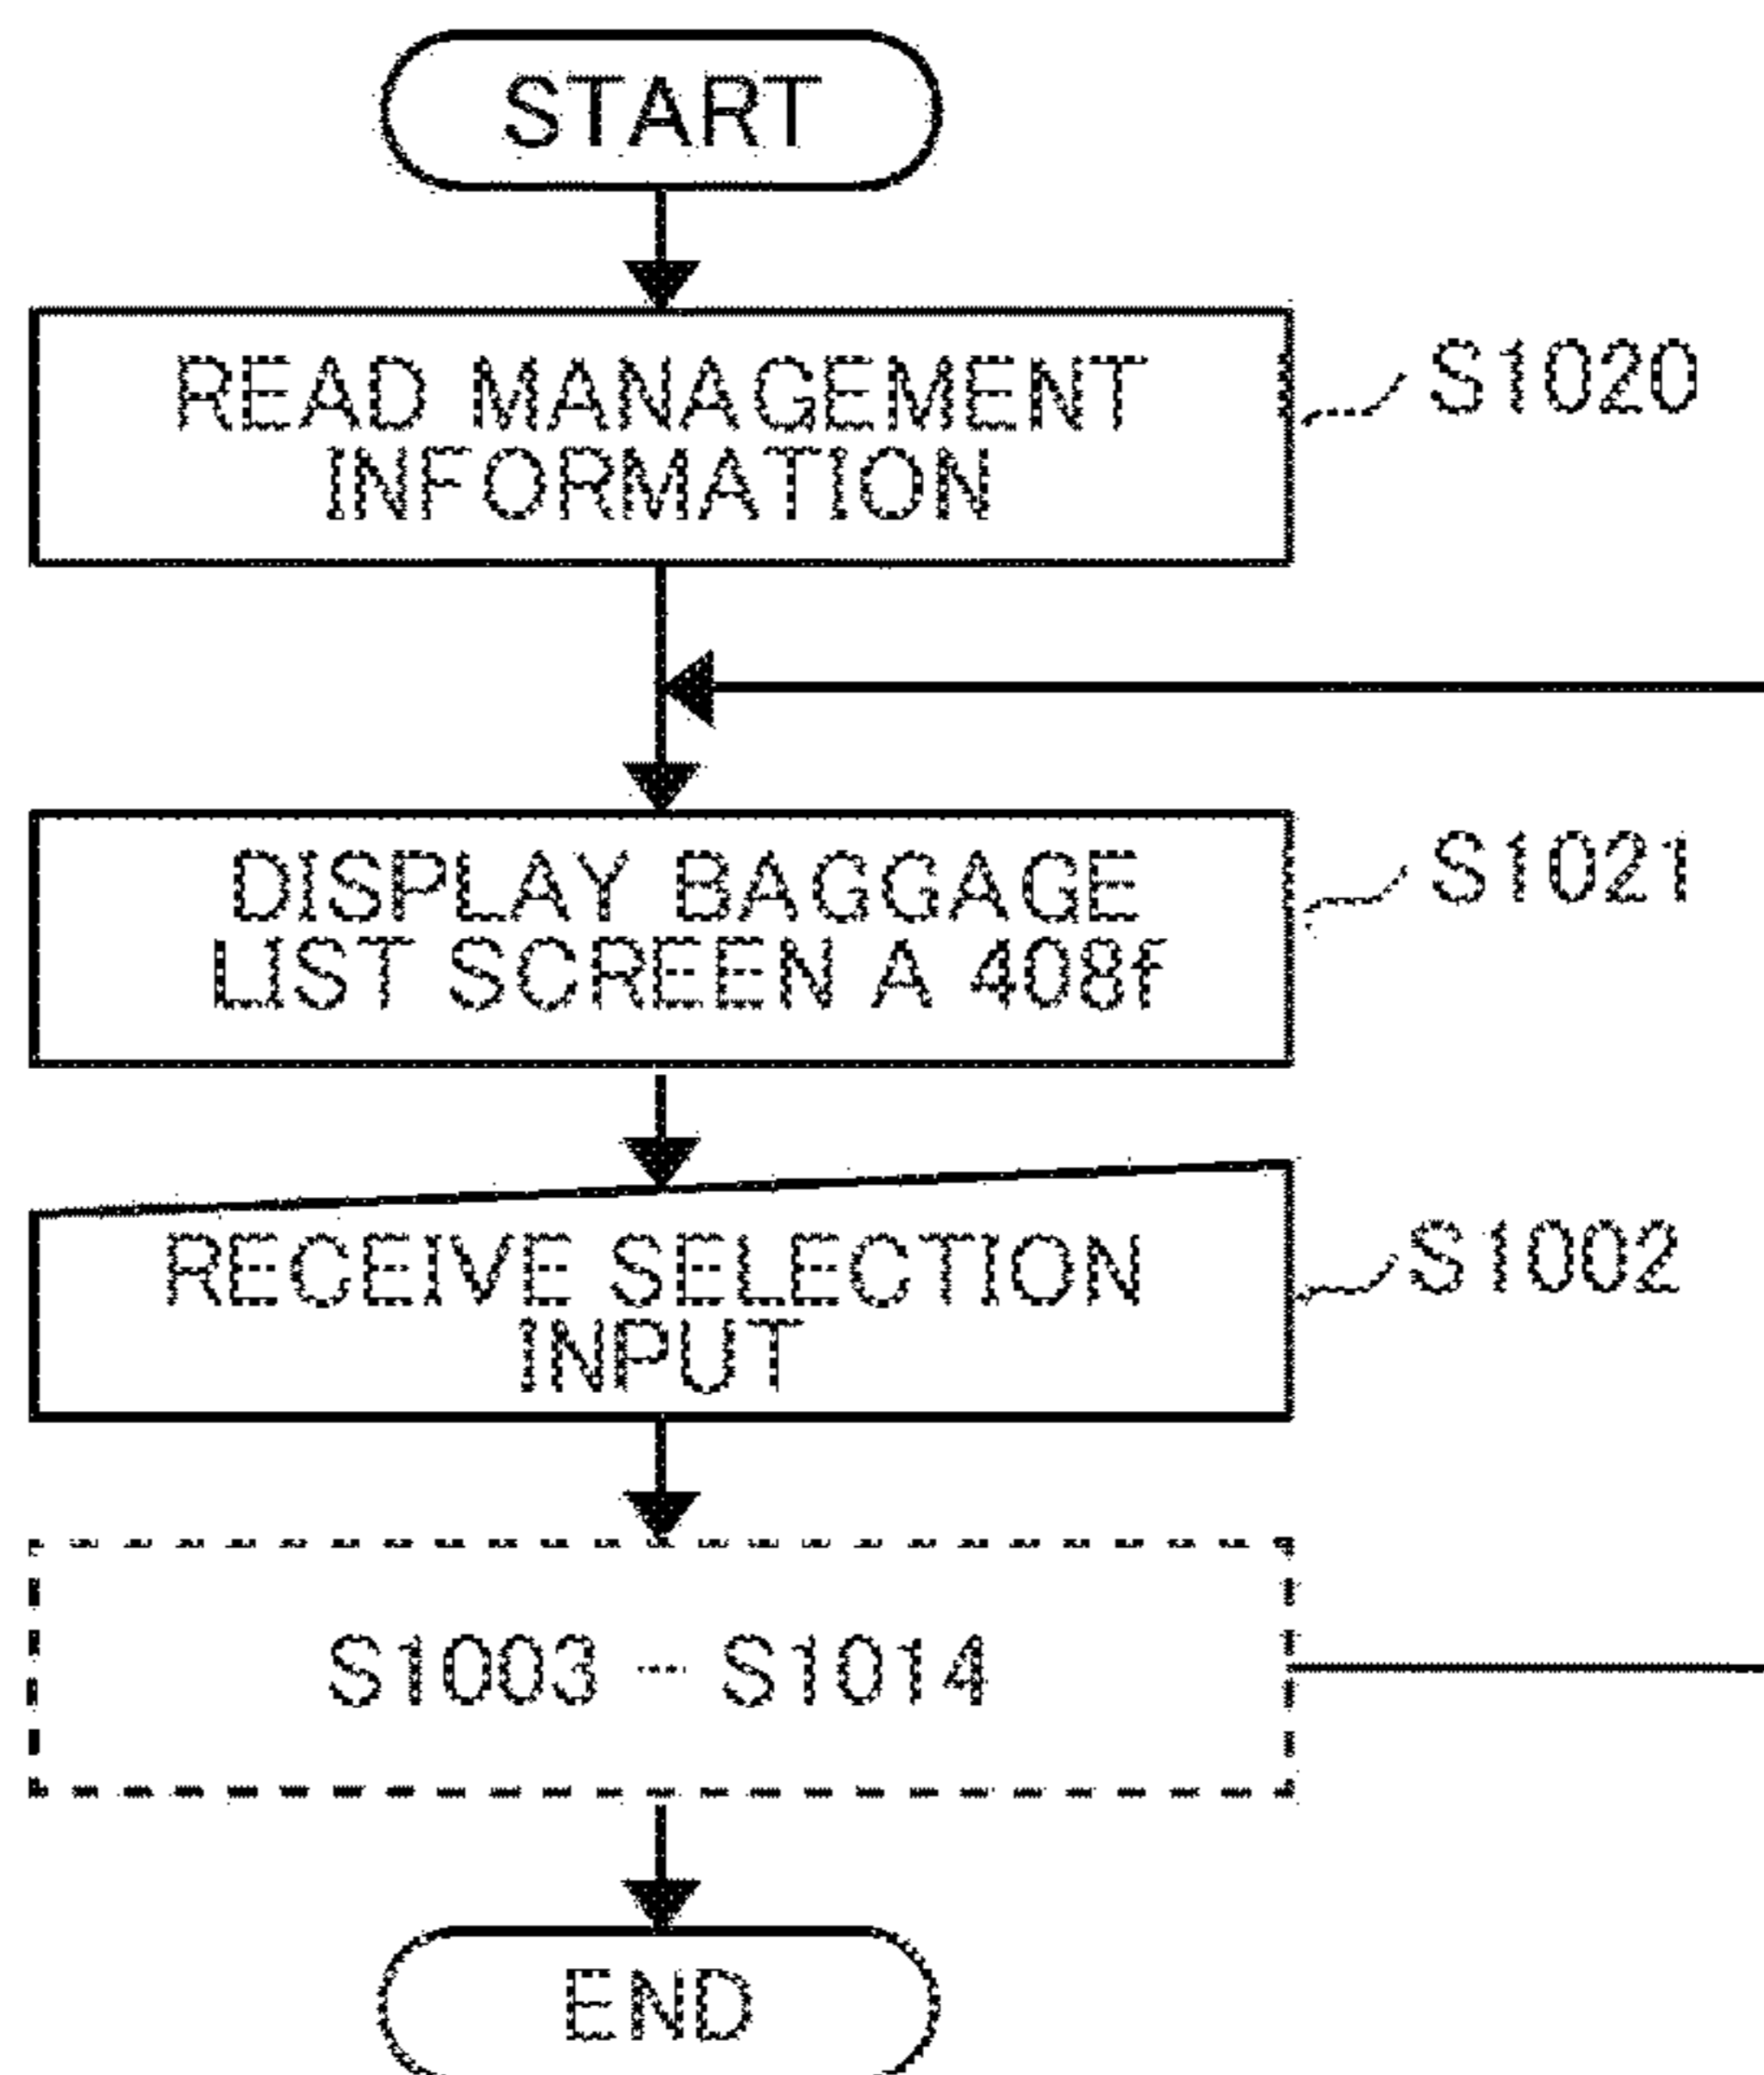 START
READ MANAGEMENT
INFORMATION
S1020
DISPLAY BAGGAGE
LIST SCREEN A 408f
S1021
RECEIVE SELECTION
INPUT
S1002
S1003 - S1014
END